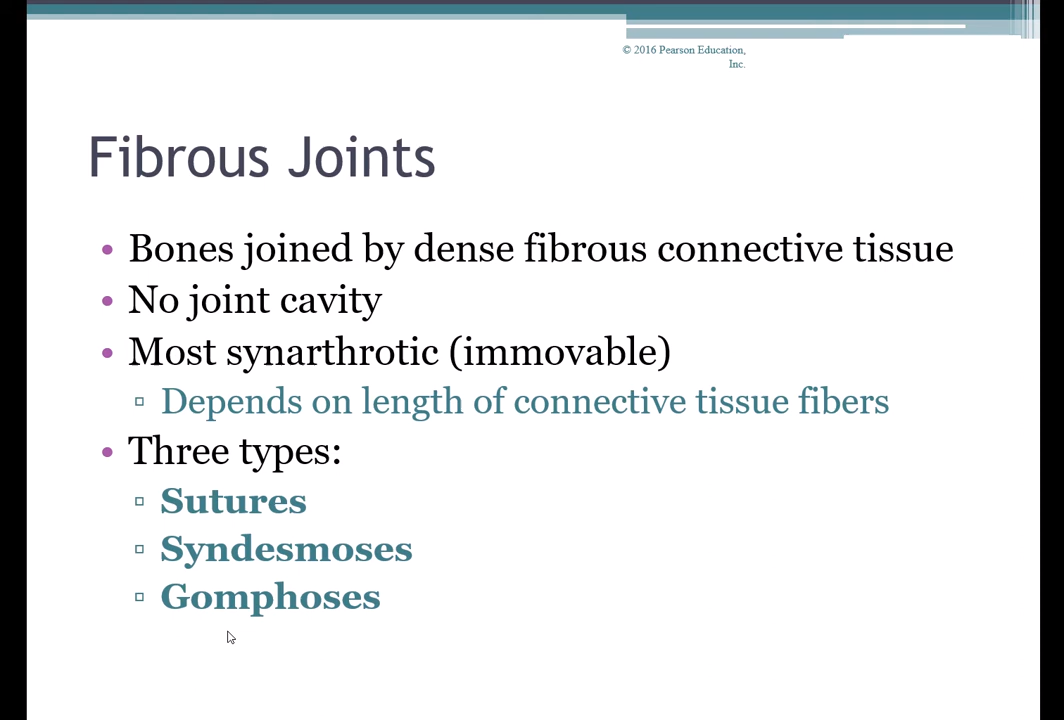 © 2016 Pearson Education,
Inc.
Fibrous Joints
• Bones joined by dense fibrous connective tissue
• No joint cavity
• Most synarthrotic (immovable)
▫ Depends on length of connective tissue fibers
• Three types:
▫ Sutures
▫ Syndesmoses
▫ Gomphoses